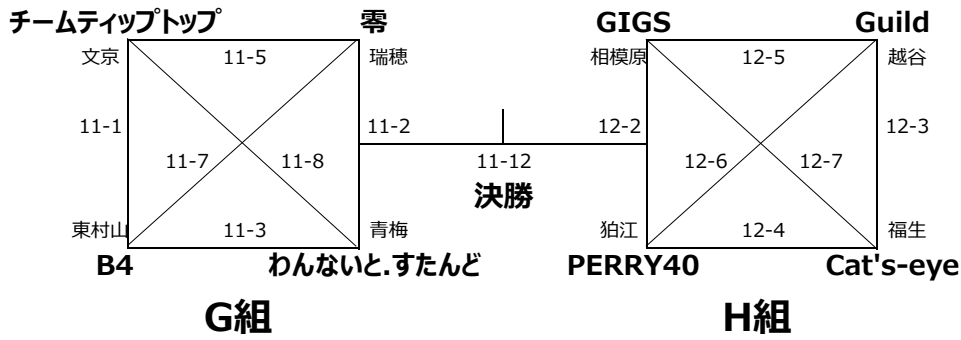 チームティップトップ 零 GIGS Guild
文京 11-5 瑞穂 相模原 12-5 越谷
11-1 11-2 12-2 12-3
11-7 11-8 11-12 12-6 12-7
決勝
東村山 11-3 青梅 狛江 12-4 福生
B4 わんないと.すたんど PERRY40 Cat's-eye
G組 H組